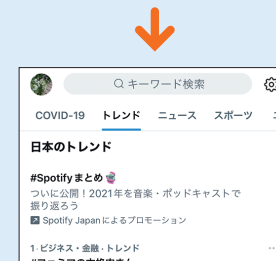 キーワード検索
COVID-19 トレンド ニュース スポーツ
日本のトレンド
#Spotifyまとめ
ついに公開！2021年を音楽・ポッドキャストで
振り返ろう
Spotify Japanによるプロモーション
1·ビジネス・金融・トレンド